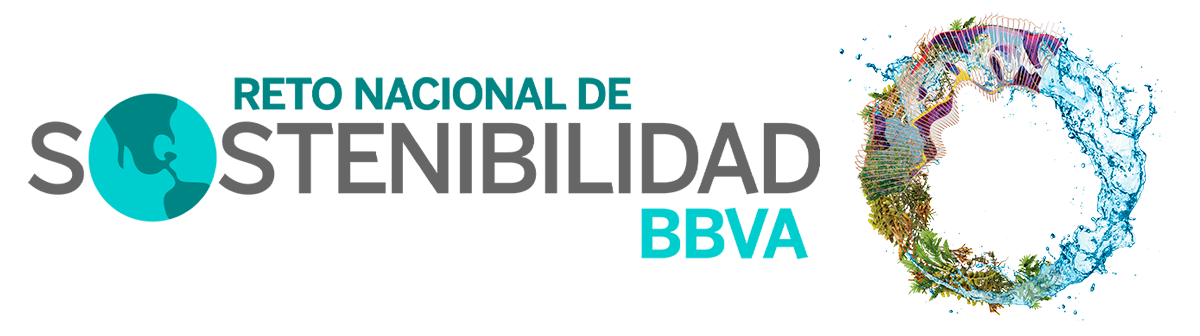 RETO NACIONAL DE
SOSTENIBILIDAD
BBVA